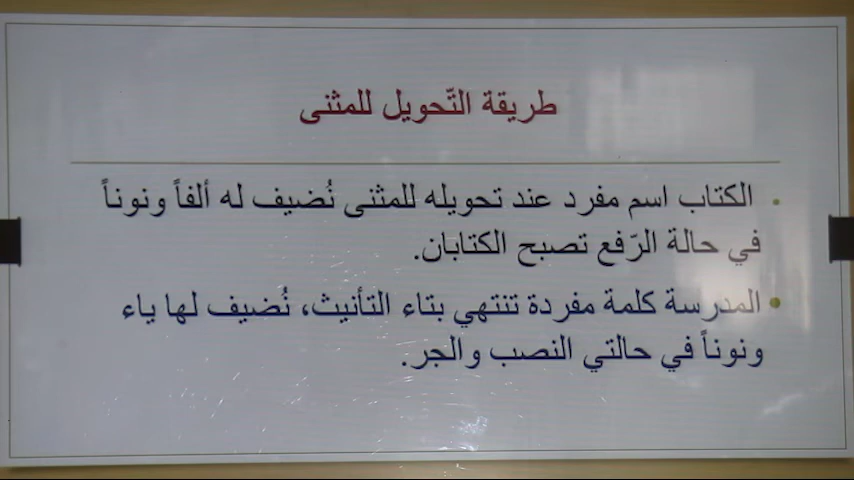 طريقة التّحويل للمثنى
• الكتاب اسم مفرد عند تحويله للمثنى نُضيف له ألفاً ونوناً
في حالة الرّفع تصبح الكتابان.
• المدرسة كلمة مفردة تنتهي بتاء التأنيث، نُضيف لها ياء
ونوناً في حالتي النصب والجر.